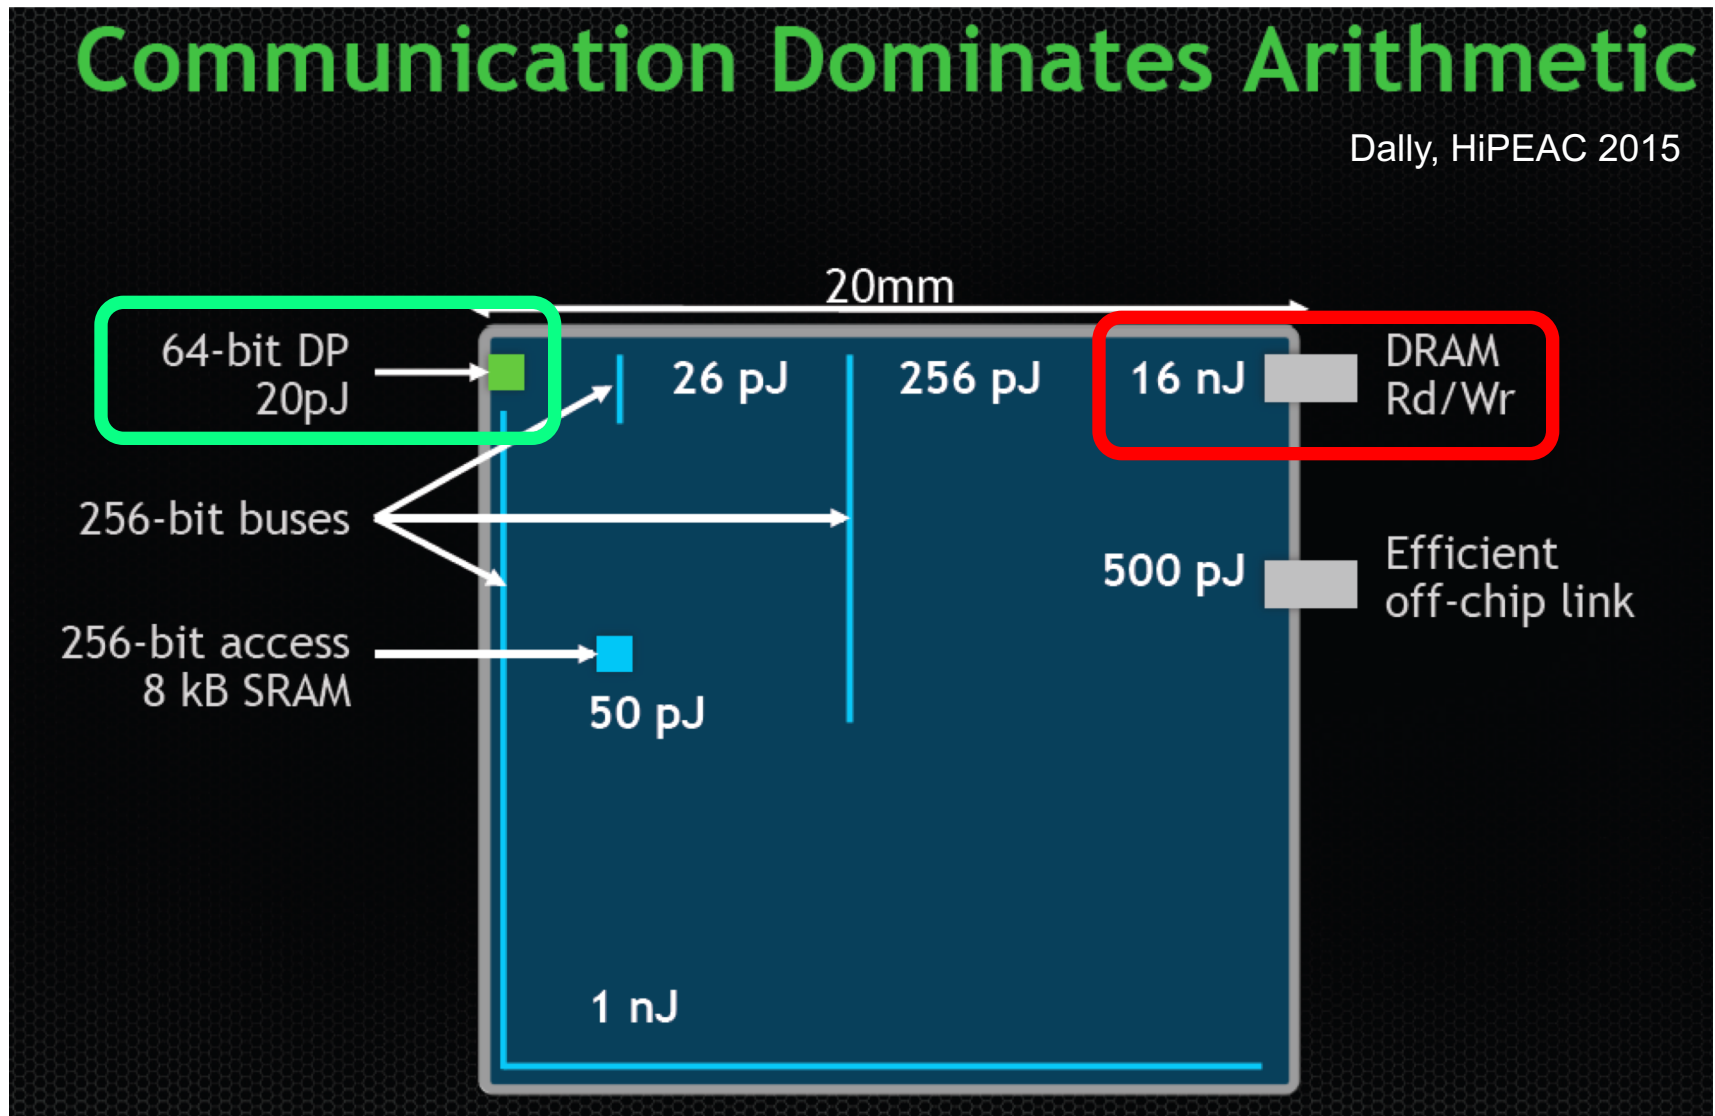 Communication Dominates Arithmetic
Dally, HiPEAC 2015
20mm
64-bit DP
20pJ
26 pJ
256 pJ
16 nJ
DRAM
Rd/Wr
256-bit buses
500 pJ
Efficient
off-chip link
256-bit access
8 kB SRAM
50 pJ
1 nJ